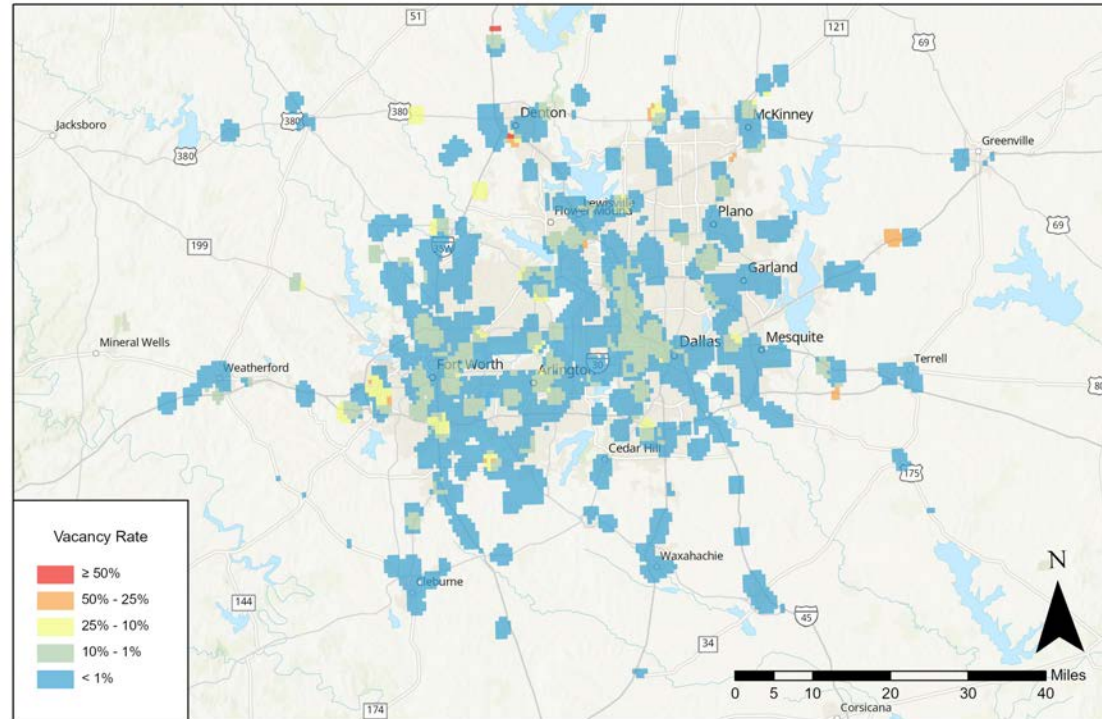 51
121
69
380
Denton
McKinney
Jacksboro
380
380
Greenville
Lewisville
Flower Mound
Plano
69
199
35W
Garland
Mineral Wells
Dallas
Mesquite
30
Weatherford
Fort Worth
Arlington
Terrell
80
Cedar Hill
175
Vacancy Rate
≥ 50%
50% - 25%
25% - 10%
10% - 1%
< 1%
Waxahachie
N
Cleburne
144
45
34
Miles
0 5 10 20 30 40
174
Corsicana